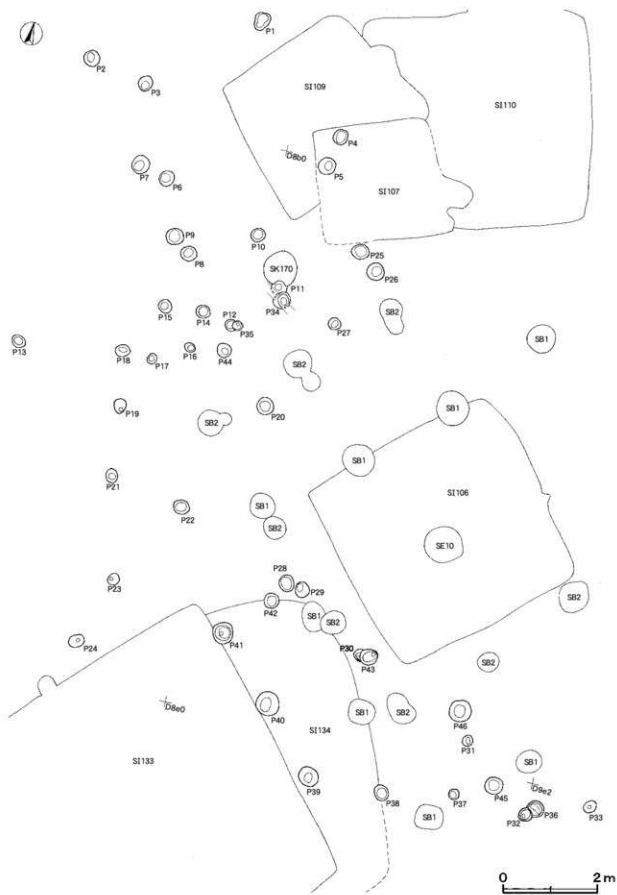 P1
P2
P3
SI109
SI110
P4
D8b0
P5
P7
P6
SI107
P9
P10
P8
P25
SK170
P26
P11
P34
P15
P14
P12
P35
P27
SB2
SB1
P13
P18
P17
P16
P44
SB2
P19
SB2
P20
SB1
SB1
P21
SI106
P22
SB1
SB2
SE10
P28
P29
P23
P42
SB2
SB1
SB2
P24
P41
P30
P43
SB2
D8e0
P40
SI134
SB1
SB2
P46
P31
SI133
P39
SB1
D9e2
P38
P37
P45
P36
P33
P32
SB1
0 2m